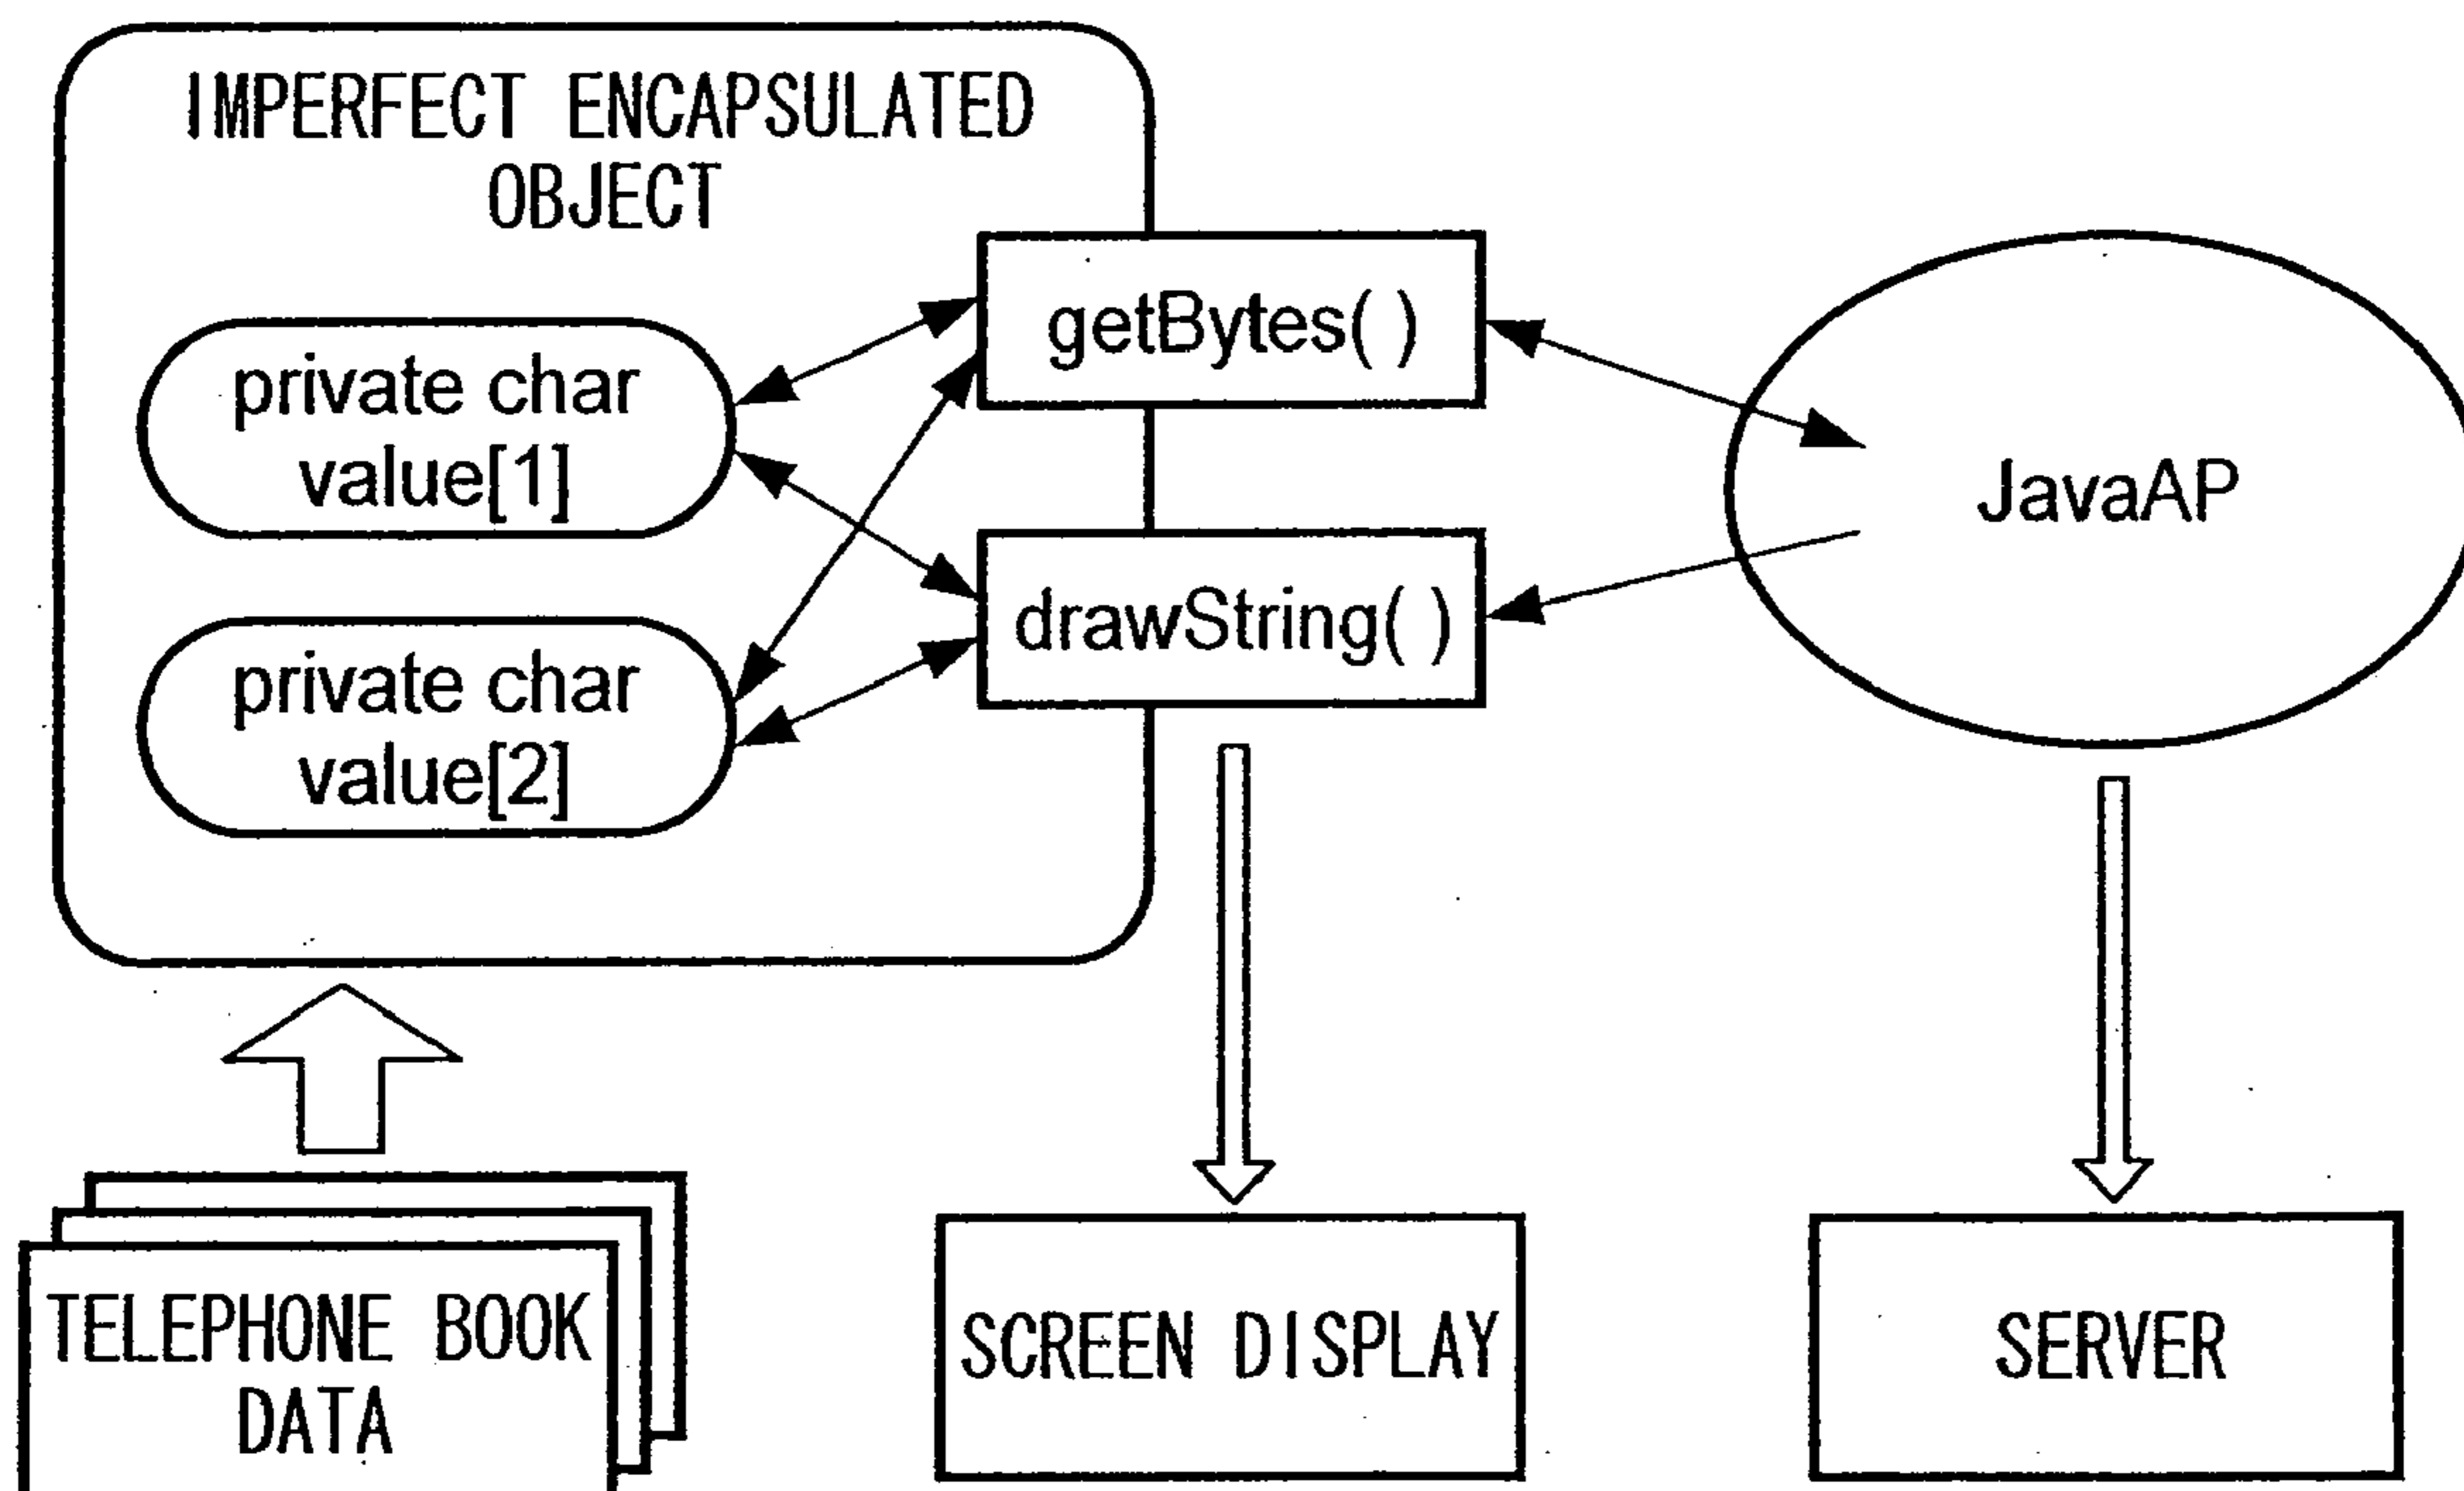 IMPERFECT ENCAPSULATED
OBJECT
private char
value[1]
private char
value[2]
getBytes( )
drawString( )
JavaAP
TELEPHONE BOOK
DATA
SCREEN DISPLAY
SERVER